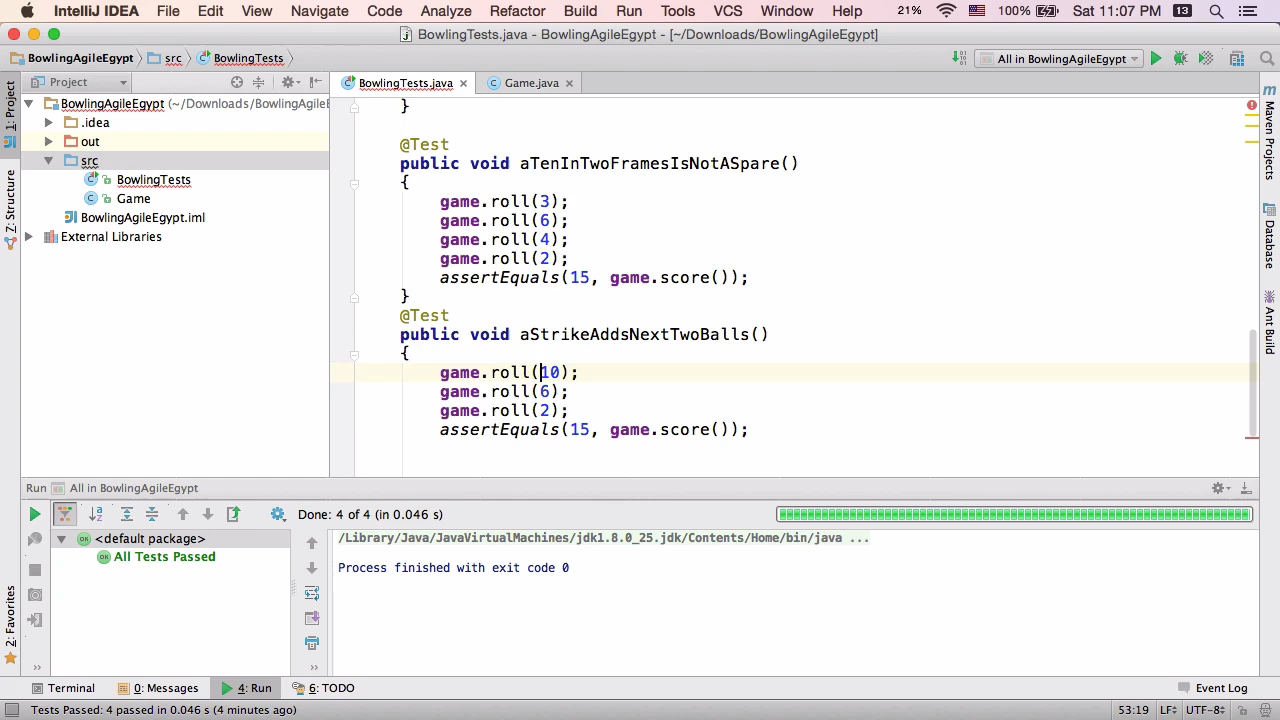 IntelliJ IDEA File Edit View Navigate Code Analyze Refactor Build Run Tools VCS Window Help 21% 100% Sat 11:07 PM 13
BowlingTests.java - BowlingAgileEgypt - [~/Downloads/BowlingAgileEgypt]
BowlingAgileEgypt src BowlingTests All in BowlingAgileEgypt
Project BowlingTests.java Game.java
1: Project
Z: Structure
2: Favorites
BowlingAgileEgypt (~/Downloads/BowlingAgileE
.idea
out
src
BowlingTests
Game
BowlingAgileEgypt.iml
External Libraries
}
@Test
public void aTenInTwoFramesIsNotASpare()
{
game.roll(3);
game.roll(6);
game.roll(4);
game.roll(2);
assertEquals(15, game.score());
}
@Test
public void aStrikeAddsNextTwoBalls()
{
game.roll(10);
game.roll(6);
game.roll(2);
assertEquals(15, game.score());
Maven Projects
Database
Ant Build
Run All in BowlingAgileEgypt
Done: 4 of 4 (in 0.046 s)
<default package>
All Tests Passed
/Library/Java/JavaVirtualMachines/jdk1.8.0_25.jdk/Contents/Home/bin/java ...
Process finished with exit code 0
Terminal 0: Messages 4: Run 6: TODO Event Log
Tests Passed: 4 passed in 0.046 s (4 minutes ago) 53:19 LF÷ UTF-8÷